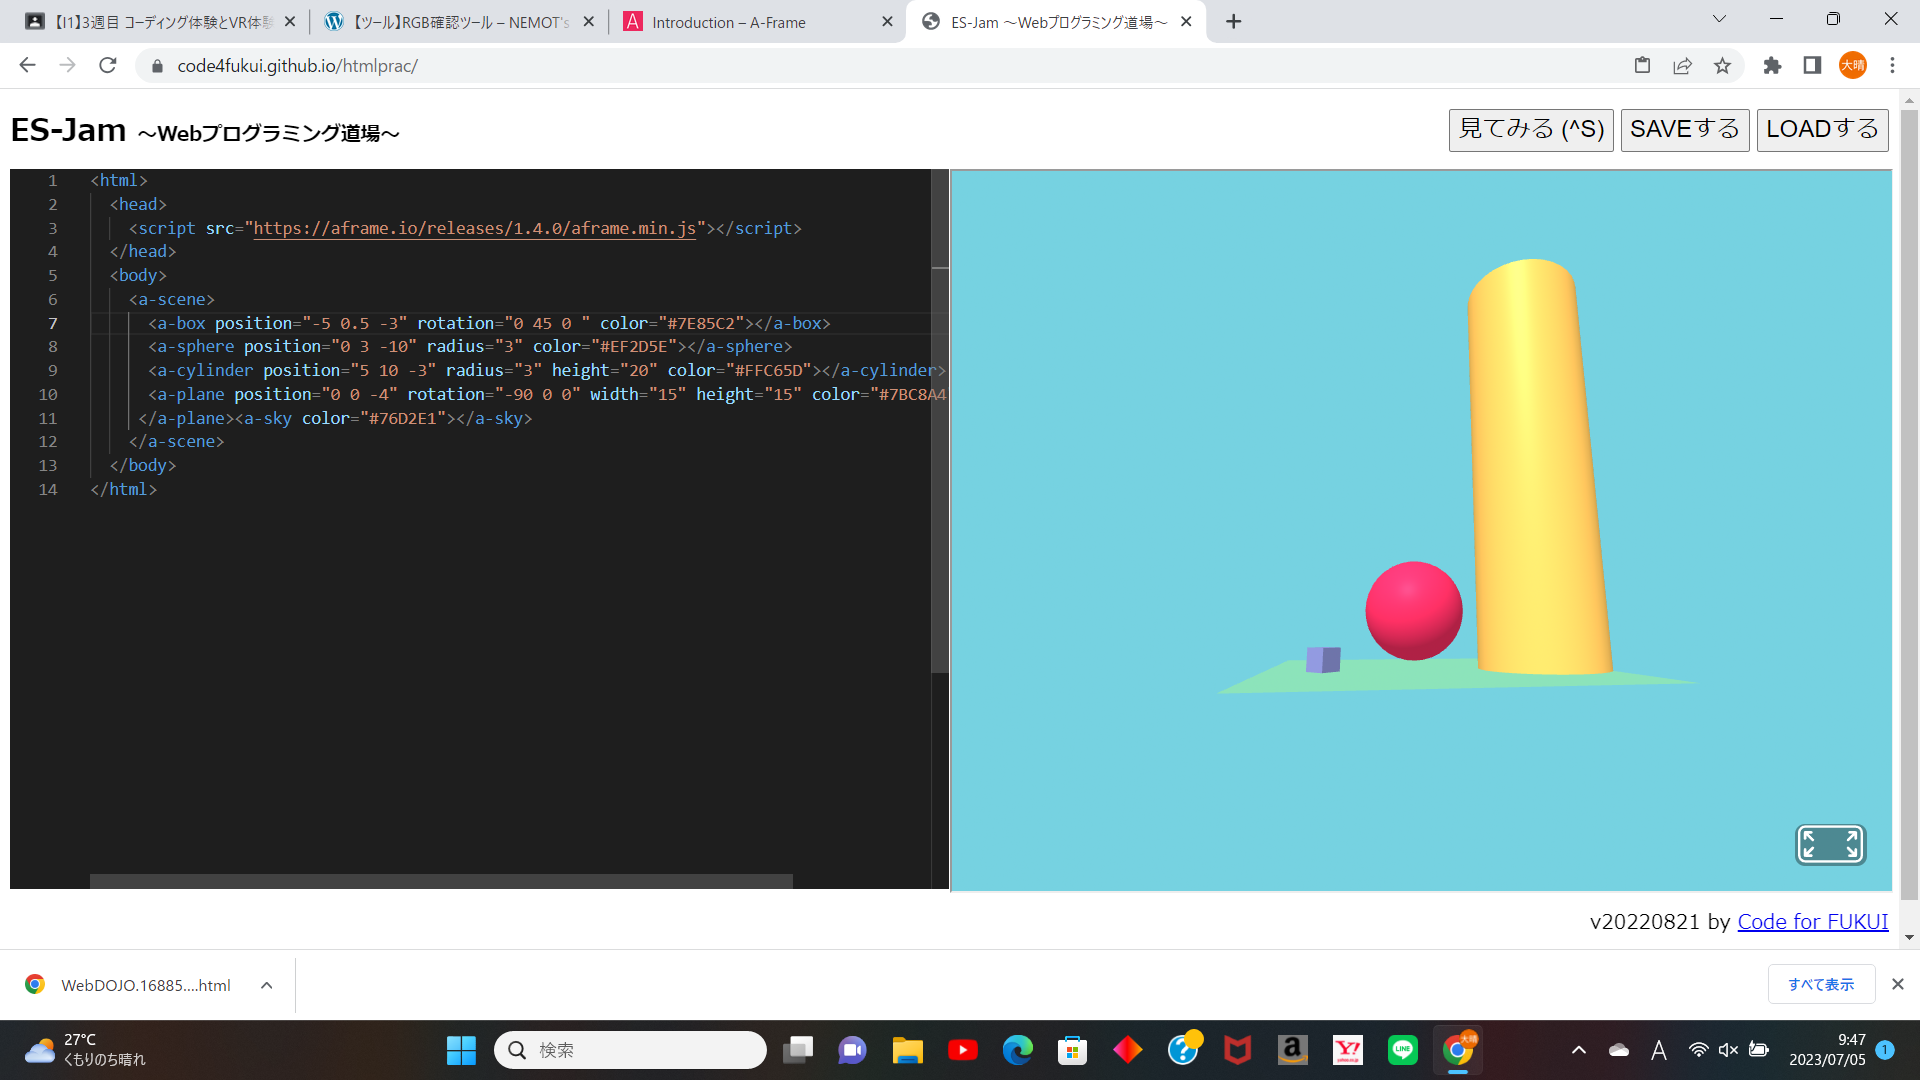 【I1】3週目 コーディング体験とVR体験
【ツール】RGB確認ツール – NEMOT's
Introduction – A-Frame
ES-Jam ～Webプログラミング道場～
code4fukui.github.io/htmlprac/
大晴
ES-Jam ～Webプログラミング道場～
見てみる (^S)
SAVEする
LOADする
1 <html>
2 <head>
3 <script src="https://aframe.io/releases/1.4.0/aframe.min.js"></script>
4 </head>
5 <body>
6 <a-scene>
7 <a-box position="-5 0.5 -3" rotation="0 45 0 " color="#7E85C2"></a-box>
8 <a-sphere position="0 3 -10" radius="3" color="#EF2D5E"></a-sphere>
9 <a-cylinder position="5 10 -3" radius="3" height="20" color="#FFC65D"></a-cylinder>
10 <a-plane position="0 0 -4" rotation="-90 0 0" width="15" height="15" color="#7BC8A4
11 </a-plane><a-sky color="#76D2E1"></a-sky>
12 </a-scene>
13 </body>
14 </html>
v20220821 by Code for FUKUI
WebDOJO.16885....html
すべて表示
27°C
くもりのち晴れ
検索
A
9:47
2023/07/05
1